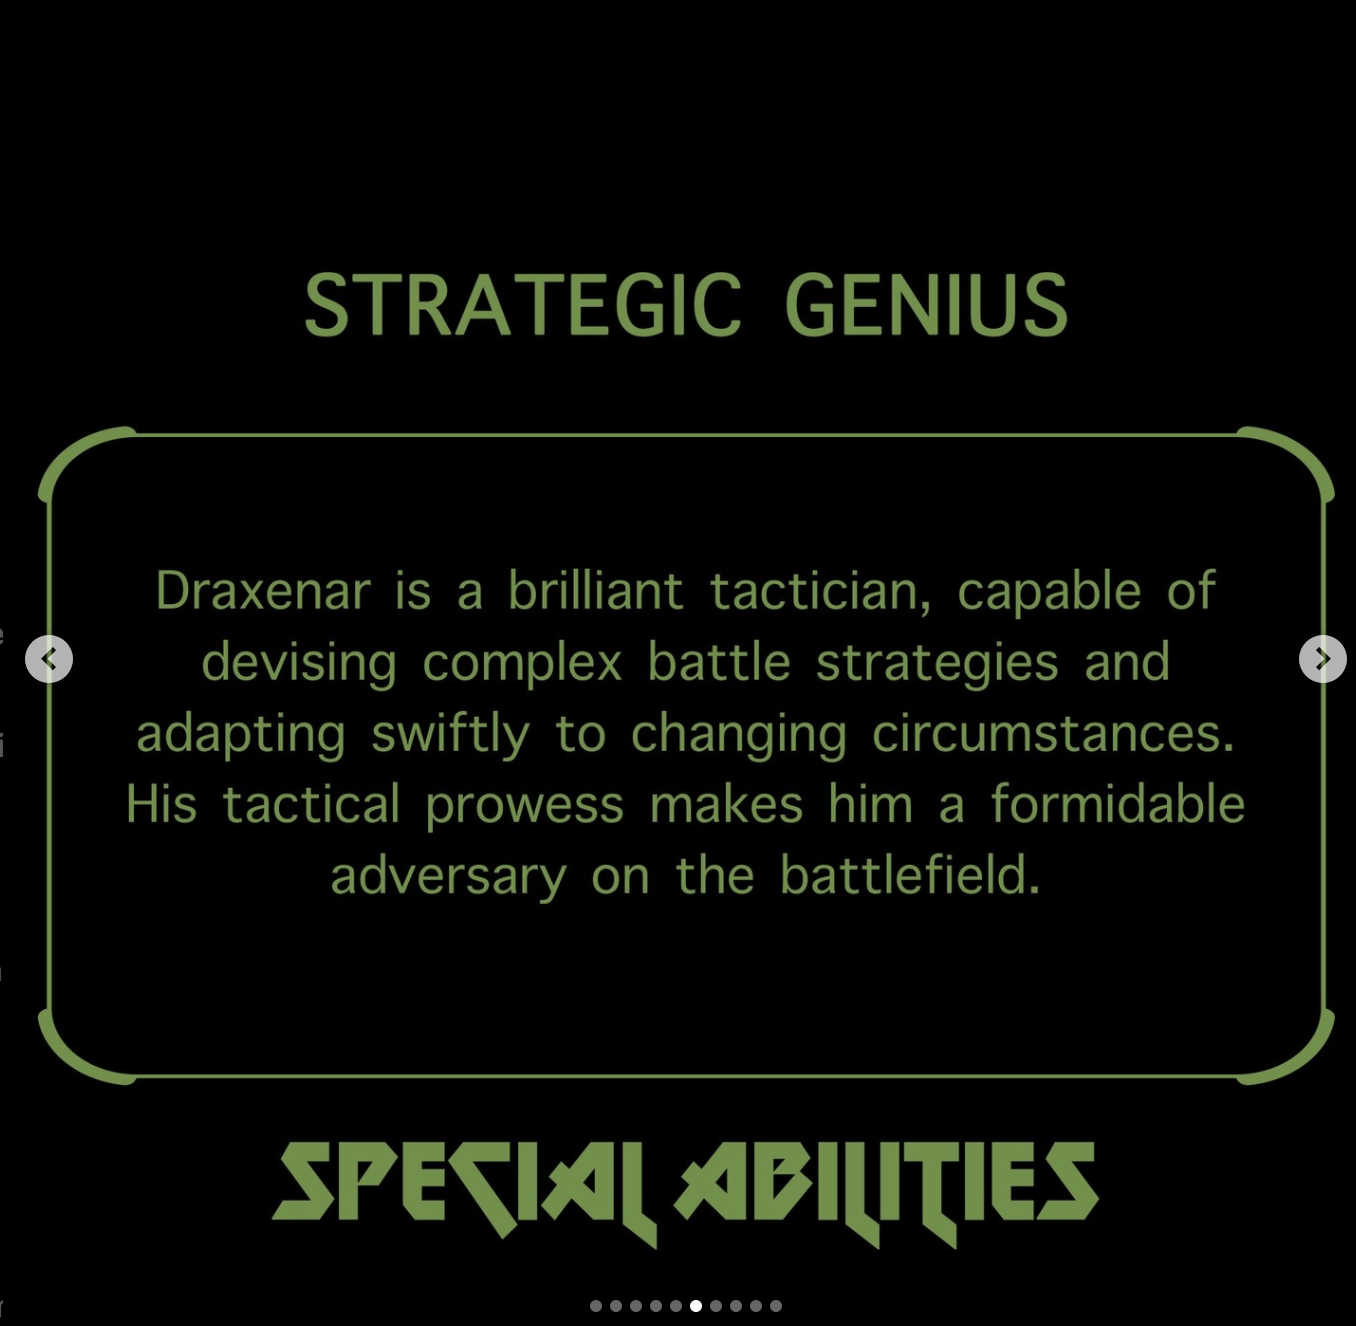 STRATEGIC GENIUS
Draxenar is a brilliant tactician, capable of
devising complex battle strategies and
adapting swiftly to changing circumstances.
His tactical prowess makes him a formidable
adversary on the battlefield.
SPECIAL ABILITIES